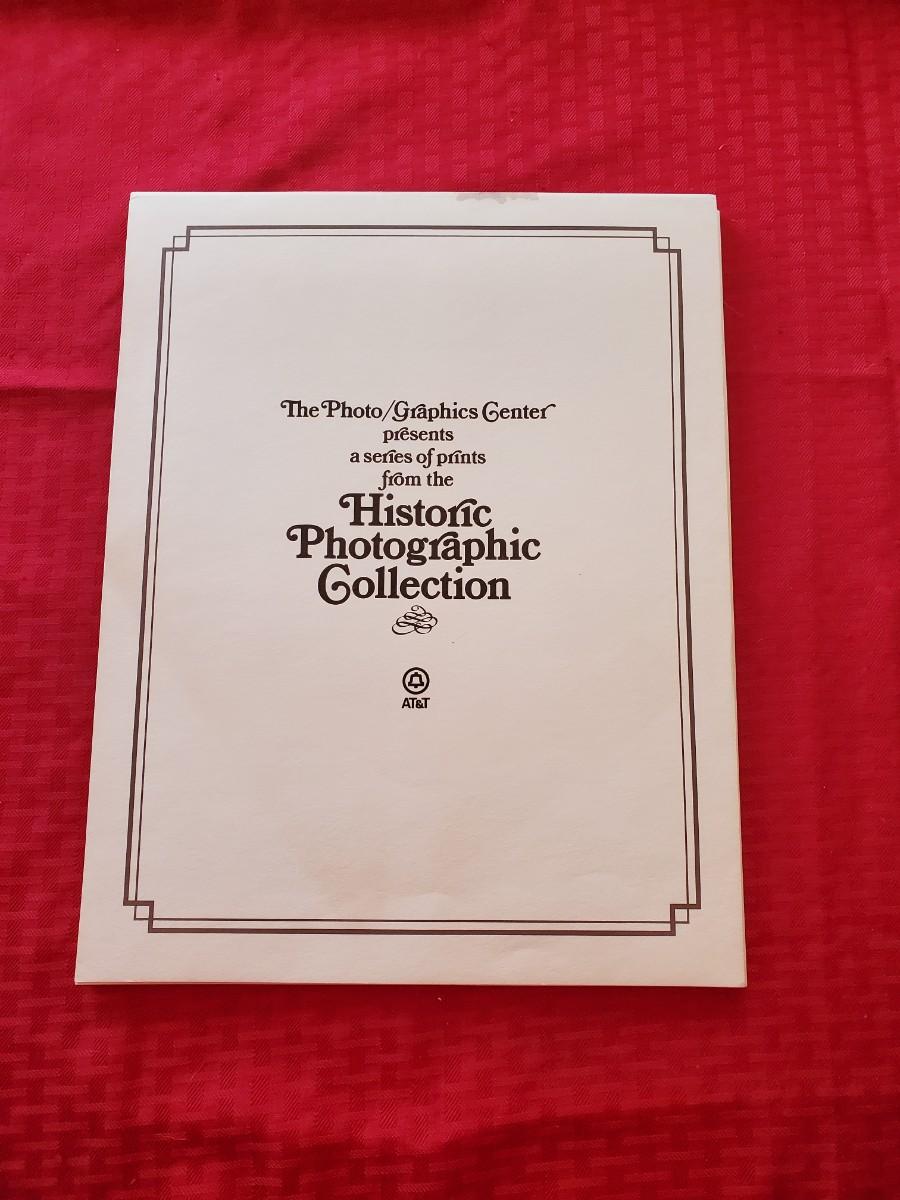 The Photo/Graphics Center
presents
a series of prints
from the
Historic
Photographic
Collection
AT&T